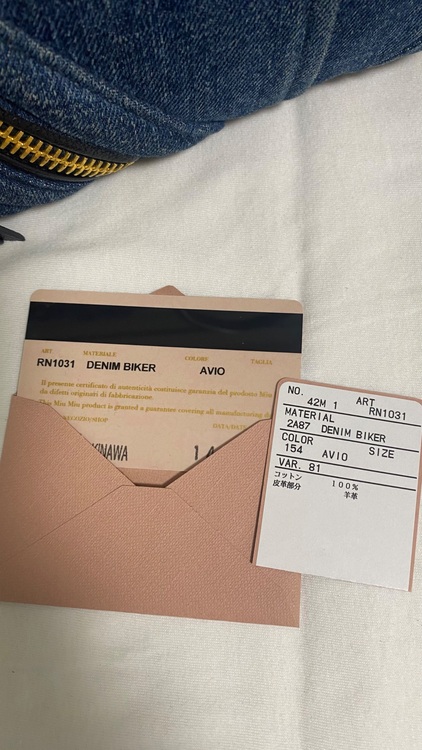 ART MATERIALE COLORE TAGLIA
RN1031 DENIM BIKER AVIO
Il presente certificato di autenticità costituisce garanzia del prodotto Miu
da difetti originali di fabbricazione.
This Miu Miu product is granted a guarantee covering all manufacturing
NEGOZIO/SHOP
KINAWA
NO. ART
42M 1 RN1031
MATERIAL
2A87 DENIM BIKER
COLOR SIZE
154 AVIO
VAR. 81
コットン 100%
皮革部分 羊革